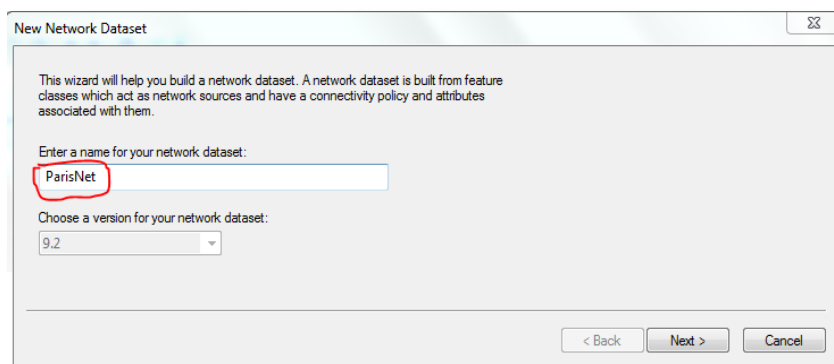 New Network Dataset
This wizard will help you build a network dataset. A network dataset is built from feature
classes which act as network sources and have a connectivity policy and attributes
associated with them.
Enter a name for your network dataset:
ParisNet
Choose a version for your network dataset:
9.2
< Back
Next >
Cancel